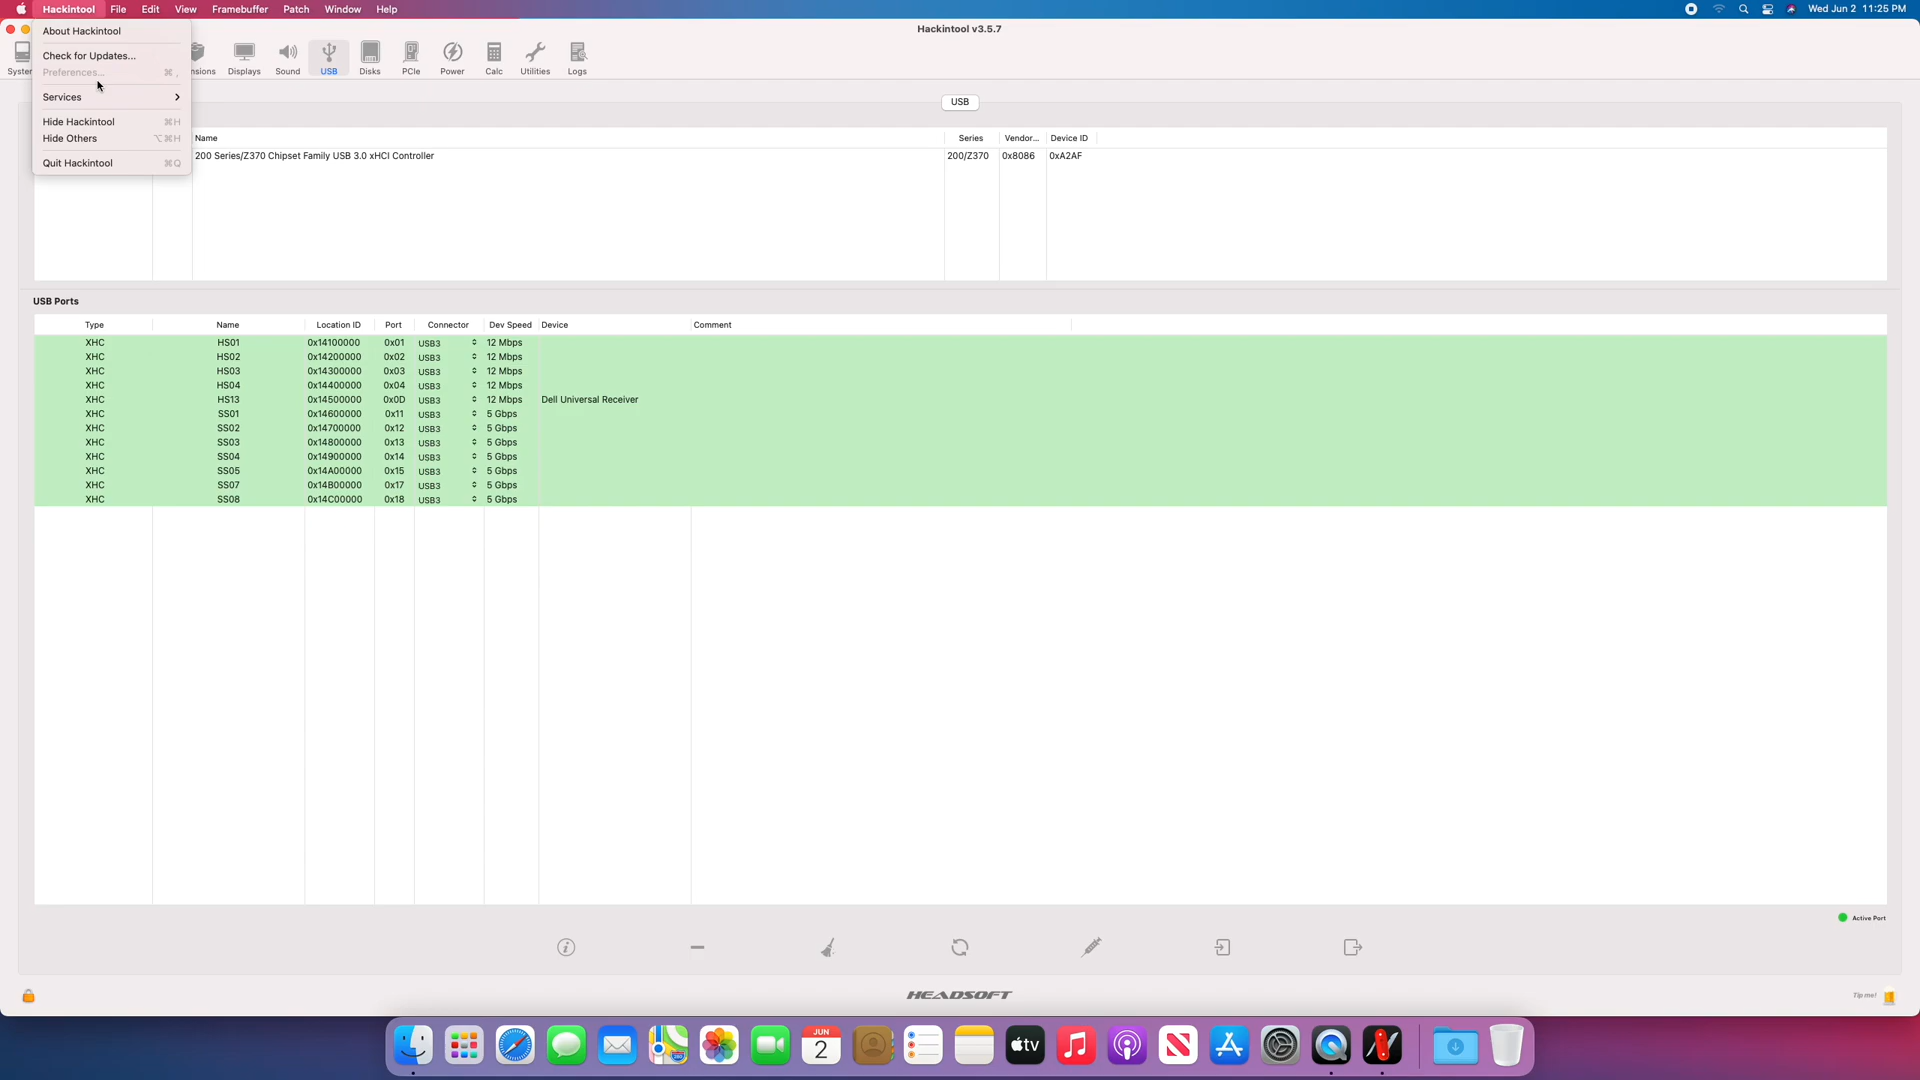 Hackintool File Edit View Framebuffer Patch Window Help Wed Jun 2 11:25 PM
Hackintool v3.5.7
About Hackintool
Check for Updates...
Preferences... ⌘ ,
Services
Hide Hackintool ⌘H
Hide Others ⌥⌘H
Quit Hackintool ⌘Q
Displays Sound USB Disks PCIe Power Calc Utilities Logs
USB
Name Series Vendor... Device ID
200 Series/Z370 Chipset Family USB 3.0 xHCI Controller 200/Z370 0x8086 0xA2AF
USB Ports
Type Name Location ID Port Connector Dev Speed Device Comment
XHC HS01 0x14100000 0x01 USB3 12 Mbps
XHC HS02 0x14200000 0x02 USB3 12 Mbps
XHC HS03 0x14300000 0x03 USB3 12 Mbps
XHC HS04 0x14400000 0x04 USB3 12 Mbps
XHC HS13 0x14500000 0x0D USB3 12 Mbps Dell Universal Receiver
XHC SS01 0x14600000 0x11 USB3 5 Gbps
XHC SS02 0x14700000 0x12 USB3 5 Gbps
XHC SS03 0x14800000 0x13 USB3 5 Gbps
XHC SS04 0x14900000 0x14 USB3 5 Gbps
XHC SS05 0x14A00000 0x15 USB3 5 Gbps
XHC SS07 0x14B00000 0x17 USB3 5 Gbps
XHC SS08 0x14C00000 0x18 USB3 5 Gbps
Active Port
HEADSOFT
Tip me!
JUN
2
tv